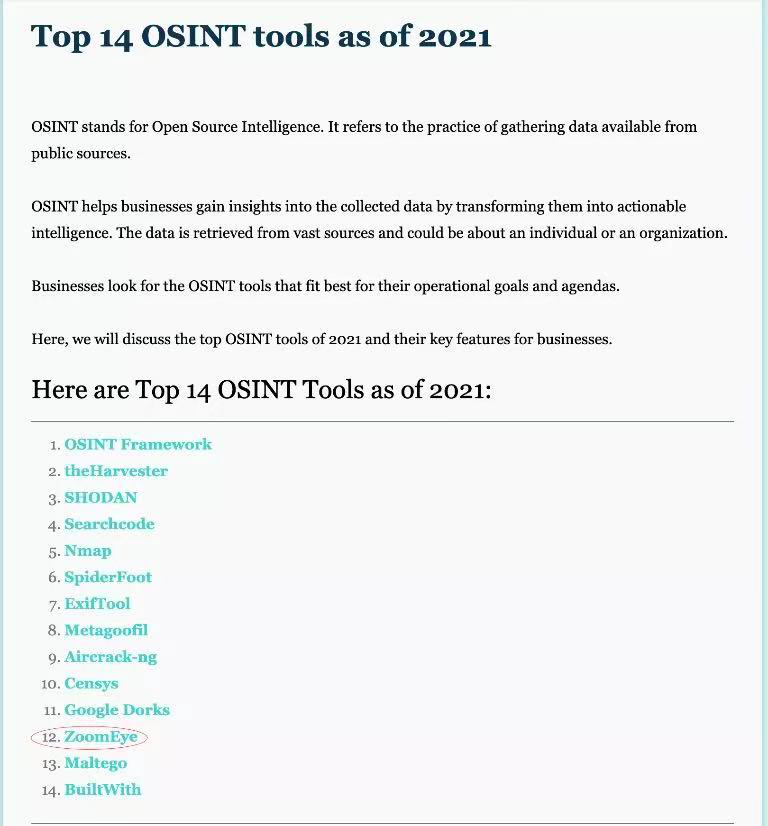 Top 14 OSINT tools as of 2021
OSINT stands for Open Source Intelligence. It refers to the practice of gathering data available from
public sources.
OSINT helps businesses gain insights into the collected data by transforming them into actionable
intelligence. The data is retrieved from vast sources and could be about an individual or an organization.
Businesses look for the OSINT tools that fit best for their operational goals and agendas.
Here, we will discuss the top OSINT tools of 2021 and their key features for businesses.
Here are Top 14 OSINT Tools as of 2021:
1. OSINT Framework
2. theHarvester
3. SHODAN
4. Searchcode
5. Nmap
6. SpiderFoot
7. ExifTool
8. Metagoofil
9. Aircrack-ng
10. Censys
11. Google Dorks
12. ZoomEye
13. Maltego
14. BuiltWith